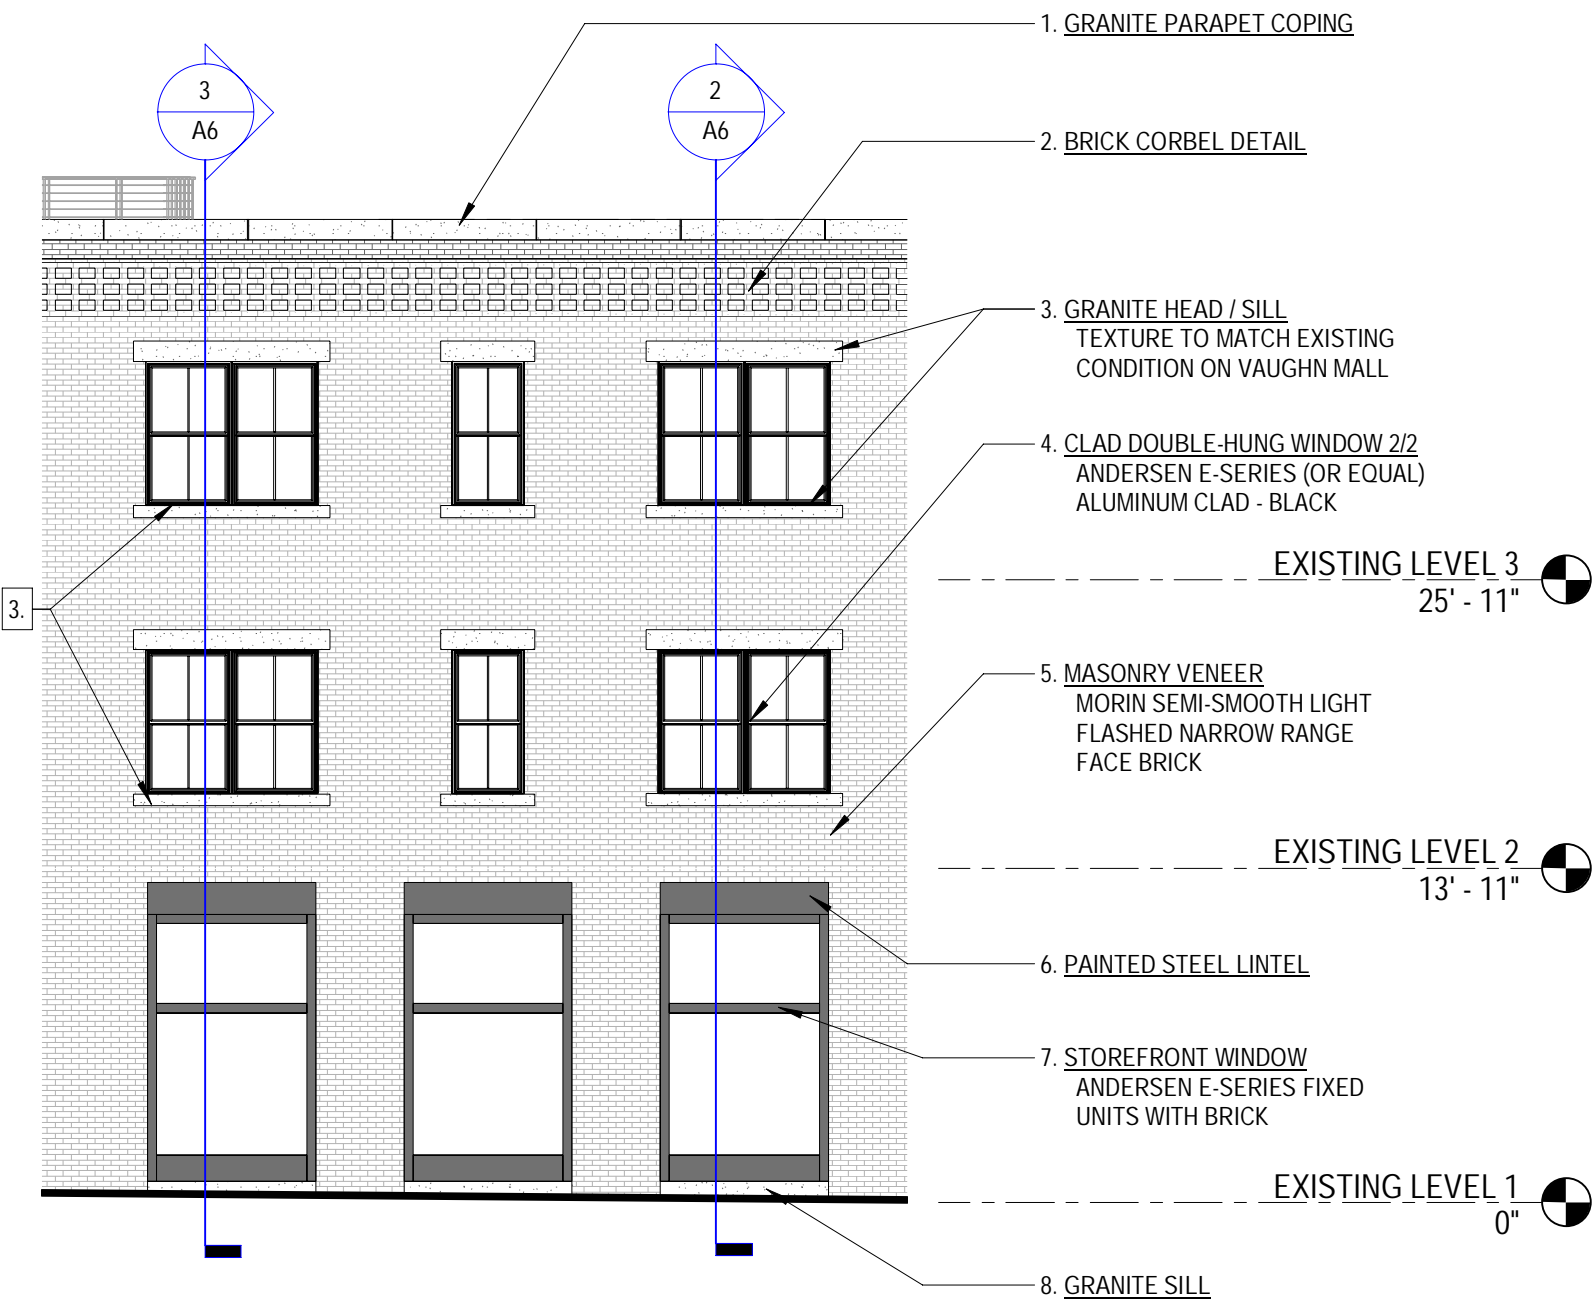 1. GRANITE PARAPET COPING
3
A6
2
A6
2. BRICK CORBEL DETAIL
3. GRANITE HEAD / SILL
TEXTURE TO MATCH EXISTING
CONDITION ON VAUGHN MALL
4. CLAD DOUBLE-HUNG WINDOW 2/2
ANDERSEN E-SERIES (OR EQUAL)
ALUMINUM CLAD - BLACK
EXISTING LEVEL 3
25' - 11"
3.
5. MASONRY VENEER
MORIN SEMI-SMOOTH LIGHT
FLASHED NARROW RANGE
FACE BRICK
EXISTING LEVEL 2
13' - 11"
6. PAINTED STEEL LINTEL
7. STOREFRONT WINDOW
ANDERSEN E-SERIES FIXED
UNITS WITH BRICK
EXISTING LEVEL 1
0"
8. GRANITE SILL